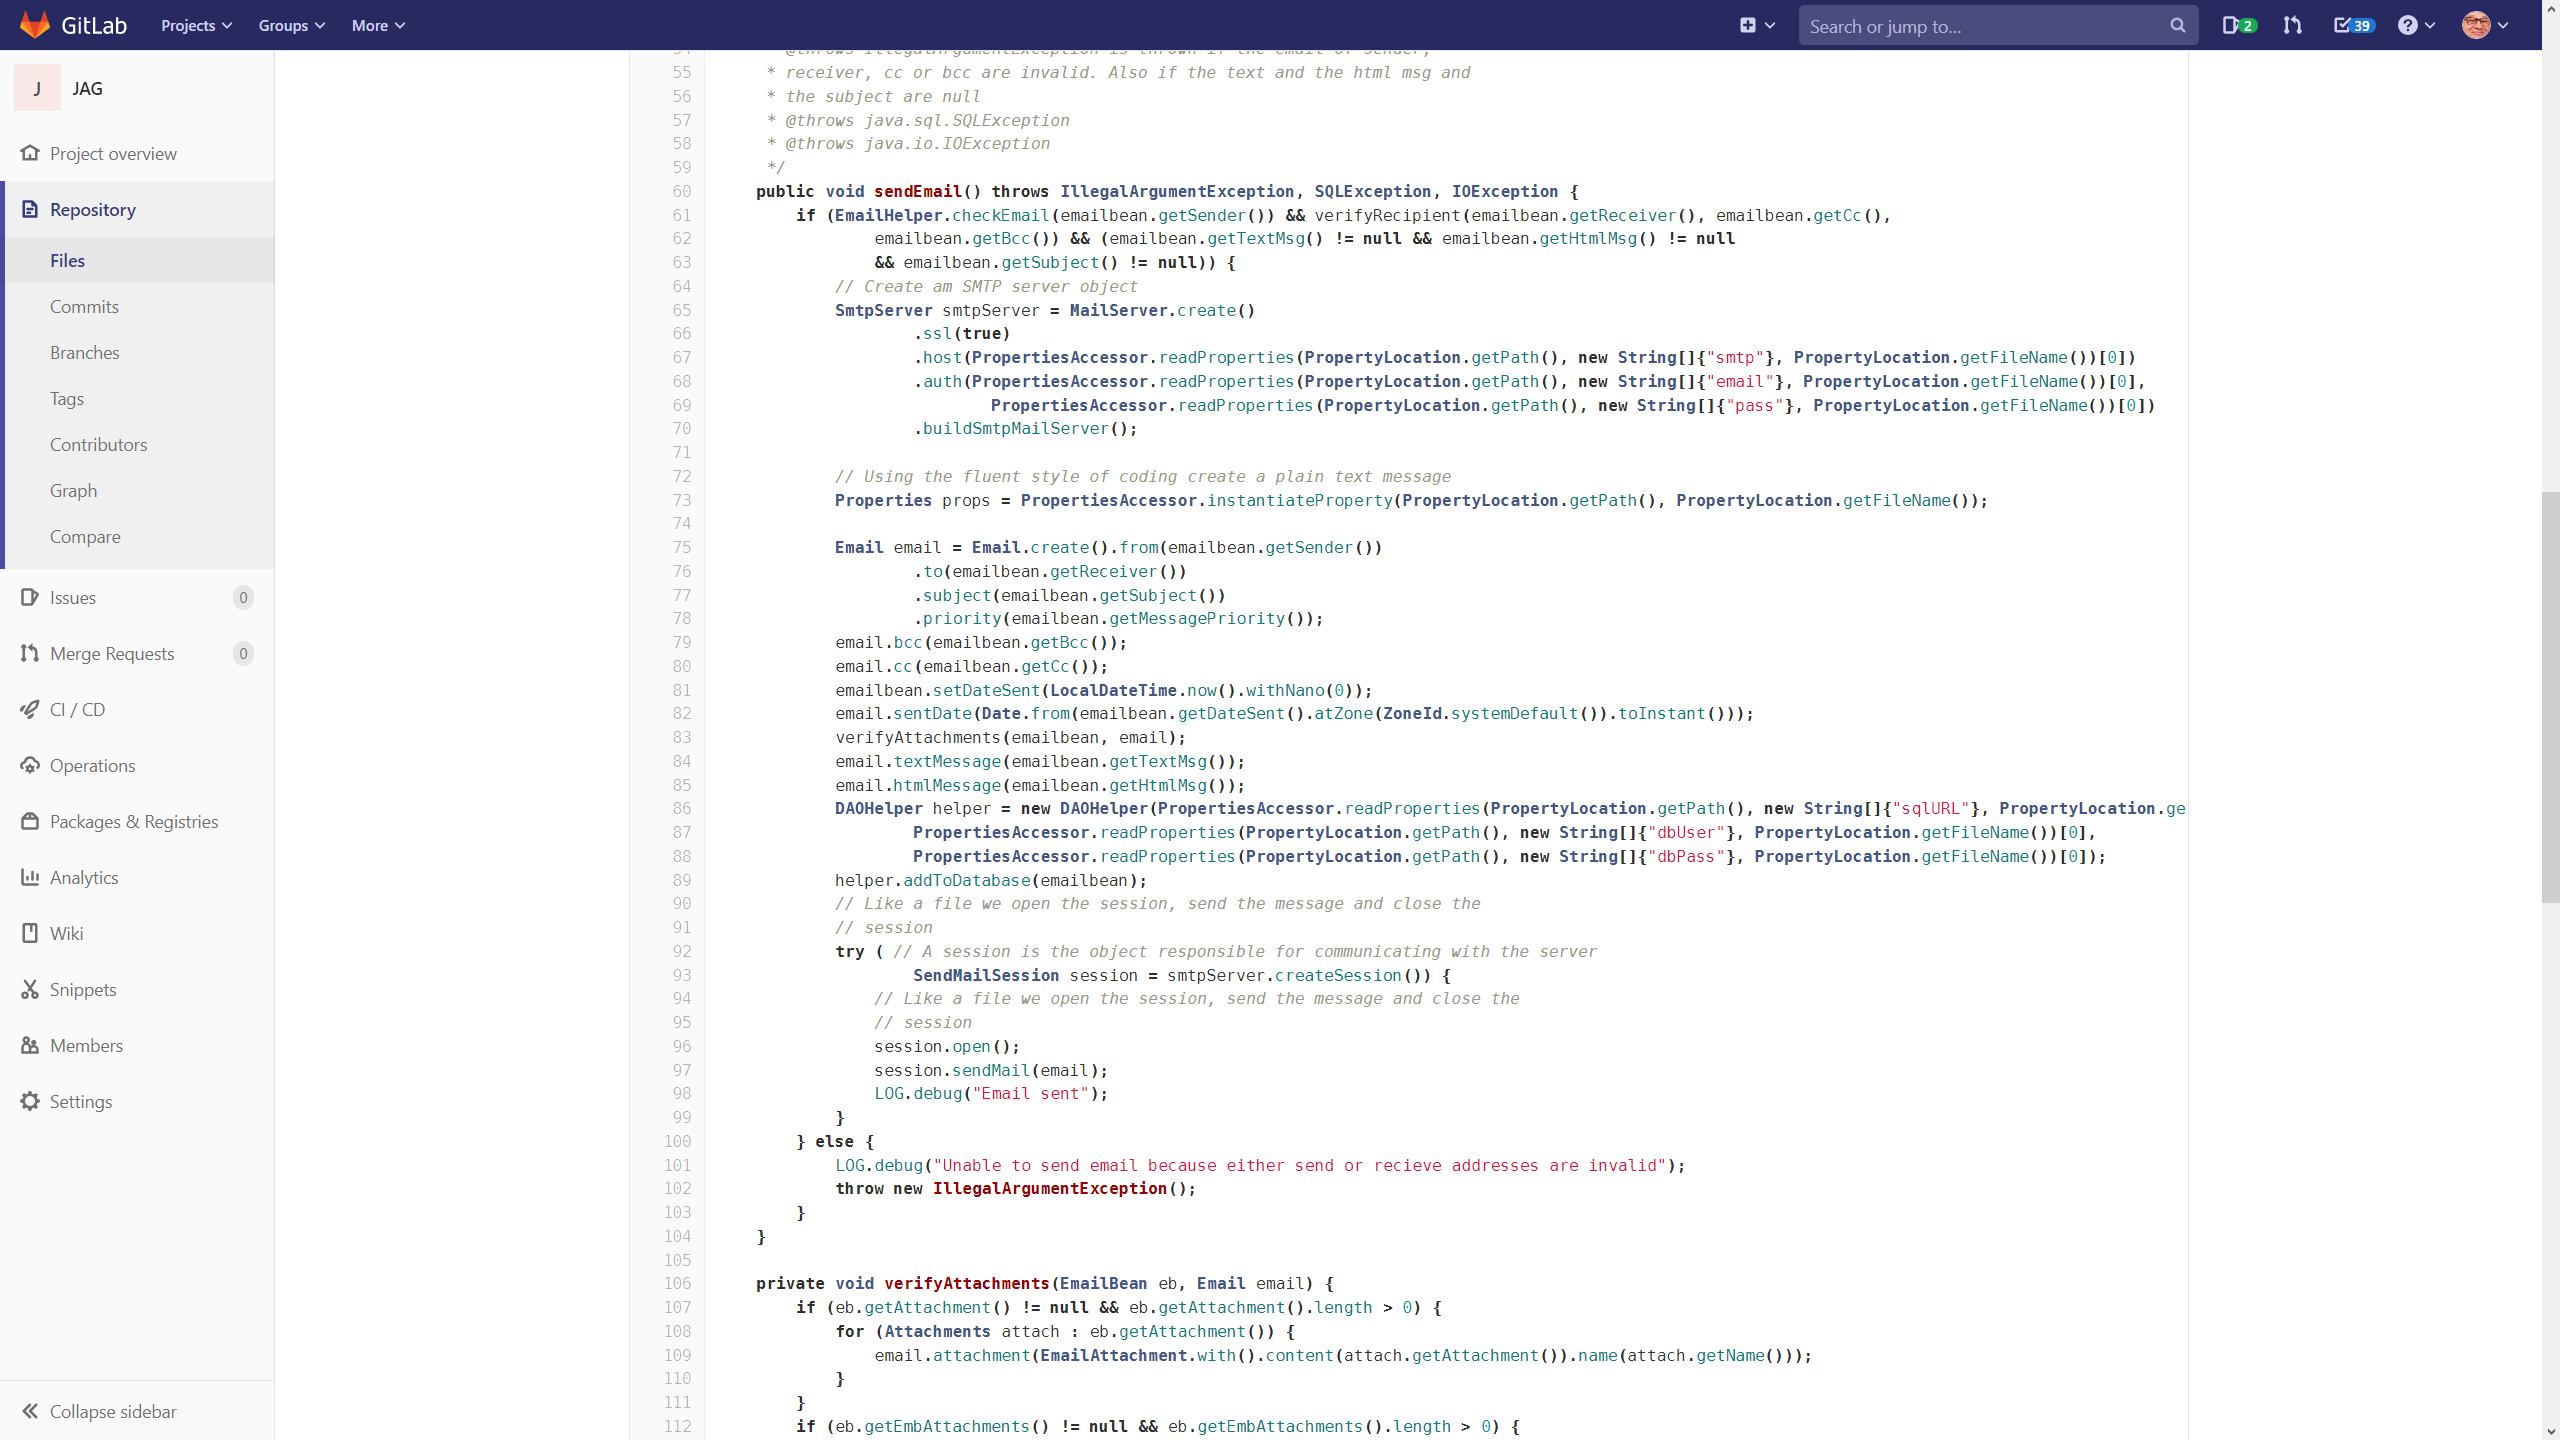 GitLab
Projects
Groups
More
Search or jump to...
2
39
J
JAG
Project overview
Repository
Files
Commits
Branches
Tags
Contributors
Graph
Compare
Issues
0
Merge Requests
0
CI / CD
Operations
Packages & Registries
Analytics
Wiki
Snippets
Members
Settings
Collapse sidebar
54 * @throws IllegalArgumentException is thrown if the email of sender,
55 * receiver, cc or bcc are invalid. Also if the text and the html msg and
56 * the subject are null
57 * @throws java.sql.SQLException
58 * @throws java.io.IOException
59 */
60 public void sendEmail() throws IllegalArgumentException, SQLException, IOException {
61 if (EmailHelper.checkEmail(emailbean.getSender()) && verifyRecipient(emailbean.getReceiver(), emailbean.getCc(),
62 emailbean.getBcc()) && (emailbean.getTextMsg() != null && emailbean.getHtmlMsg() != null
63 && emailbean.getSubject() != null)) {
64 // Create am SMTP server object
65 SmtpServer smtpServer = MailServer.create()
66 .ssl(true)
67 .host(PropertiesAccessor.readProperties(PropertyLocation.getPath(), new String[]{"smtp"}, PropertyLocation.getFileName())[0])
68 .auth(PropertiesAccessor.readProperties(PropertyLocation.getPath(), new String[]{"email"}, PropertyLocation.getFileName())[0],
69 PropertiesAccessor.readProperties(PropertyLocation.getPath(), new String[]{"pass"}, PropertyLocation.getFileName())[0])
70 .buildSmtpMailServer();
71
72 // Using the fluent style of coding create a plain text message
73 Properties props = PropertiesAccessor.instantiateProperty(PropertyLocation.getPath(), PropertyLocation.getFileName());
74
75 Email email = Email.create().from(emailbean.getSender())
76 .to(emailbean.getReceiver())
77 .subject(emailbean.getSubject())
78 .priority(emailbean.getMessagePriority());
79 email.bcc(emailbean.getBcc());
80 email.cc(emailbean.getCc());
81 emailbean.setDateSent(LocalDateTime.now().withNano(0));
82 email.sentDate(Date.from(emailbean.getDateSent().atZone(ZoneId.systemDefault()).toInstant()));
83 verifyAttachments(emailbean, email);
84 email.textMessage(emailbean.getTextMsg());
85 email.htmlMessage(emailbean.getHtmlMsg());
86 DAOHelper helper = new DAOHelper(PropertiesAccessor.readProperties(PropertyLocation.getPath(), new String[]{"sqlURL"}, PropertyLocation.ge
87 PropertiesAccessor.readProperties(PropertyLocation.getPath(), new String[]{"dbUser"}, PropertyLocation.getFileName())[0],
88 PropertiesAccessor.readProperties(PropertyLocation.getPath(), new String[]{"dbPass"}, PropertyLocation.getFileName())[0]);
89 helper.addToDatabase(emailbean);
90 // Like a file we open the session, send the message and close the
91 // session
92 try ( // A session is the object responsible for communicating with the server
93 SendMailSession session = smtpServer.createSession()) {
94 // Like a file we open the session, send the message and close the
95 // session
96 session.open();
97 session.sendMail(email);
98 LOG.debug("Email sent");
99 }
100 } else {
101 LOG.debug("Unable to send email because either send or recieve addresses are invalid");
102 throw new IllegalArgumentException();
103 }
104 }
105
106 private void verifyAttachments(EmailBean eb, Email email) {
107 if (eb.getAttachment() != null && eb.getAttachment().length > 0) {
108 for (Attachments attach : eb.getAttachment()) {
109 email.attachment(EmailAttachment.with().content(attach.getAttachment()).name(attach.getName()));
110 }
111 }
112 if (eb.getEmbAttachments() != null && eb.getEmbAttachments().length > 0) {